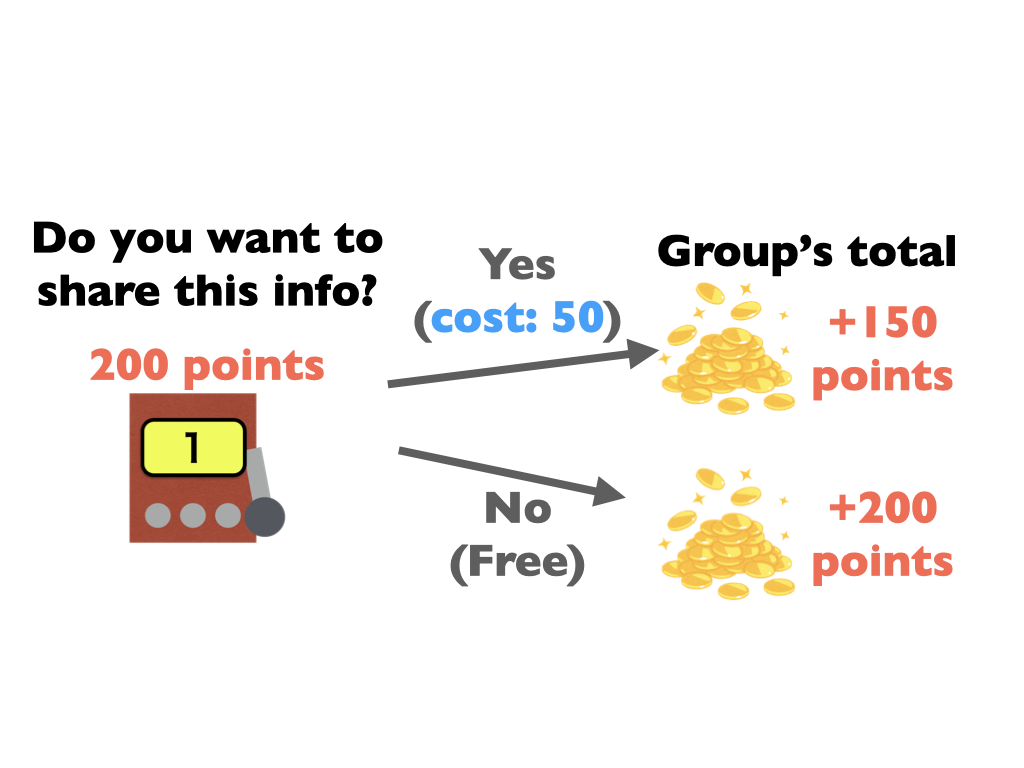 Do you want to
share this info?
200 points
1
Yes
(cost: 50)
No
(Free)
Group’s total
+150
points
+200
points